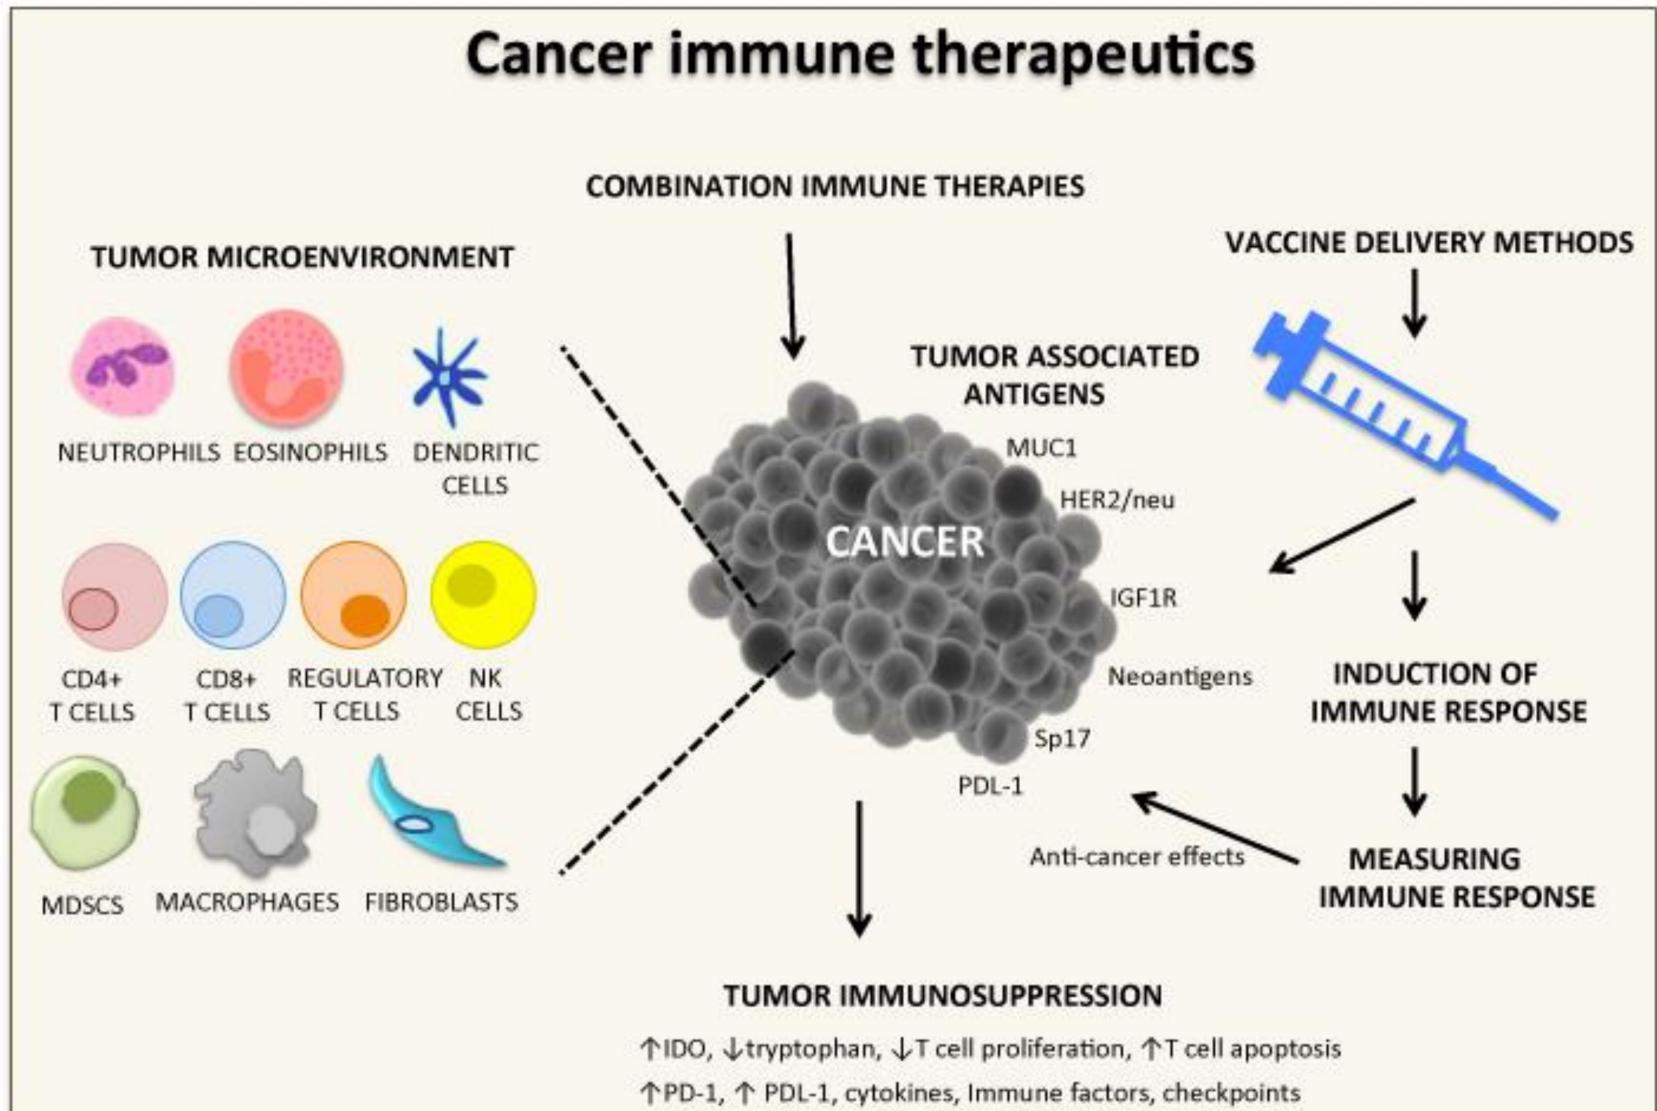 Cancer immune therapeutics
COMBINATION IMMUNE THERAPIES
TUMOR MICROENVIRONMENT
NEUTROPHILS
EOSINOPHILS
DENDRITIC
CELLS
CD4+
T CELLS
CD8+
T CELLS
REGULATORY
T CELLS
NK
CELLS
MDSCS
MACROPHAGES
FIBROBLASTS
CANCER
TUMOR ASSOCIATED
ANTIGENS
MUC1
HER2/neu
IGF1R
Neoantigens
Sp17
PDL-1
VACCINE DELIVERY METHODS
INDUCTION OF
IMMUNE RESPONSE
MEASURING
IMMUNE RESPONSE
Anti-cancer effects
TUMOR IMMUNOSUPPRESSION
↑IDO, ↓tryptophan, ↓T cell proliferation, ↑T cell apoptosis
↑PD-1, ↑ PDL-1, cytokines, Immune factors, checkpoints